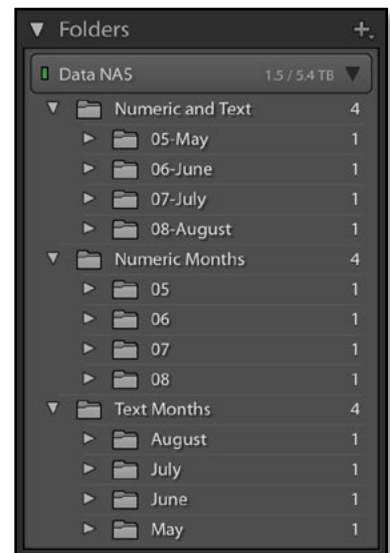 Folders
Data NAS 1.5 / 5.4 TB
Numeric and Text 4
05-May 1
06-June 1
07-July 1
08-August 1
Numeric Months 4
05 1
06 1
07 1
08 1
Text Months 4
August 1
July 1
June 1
May 1